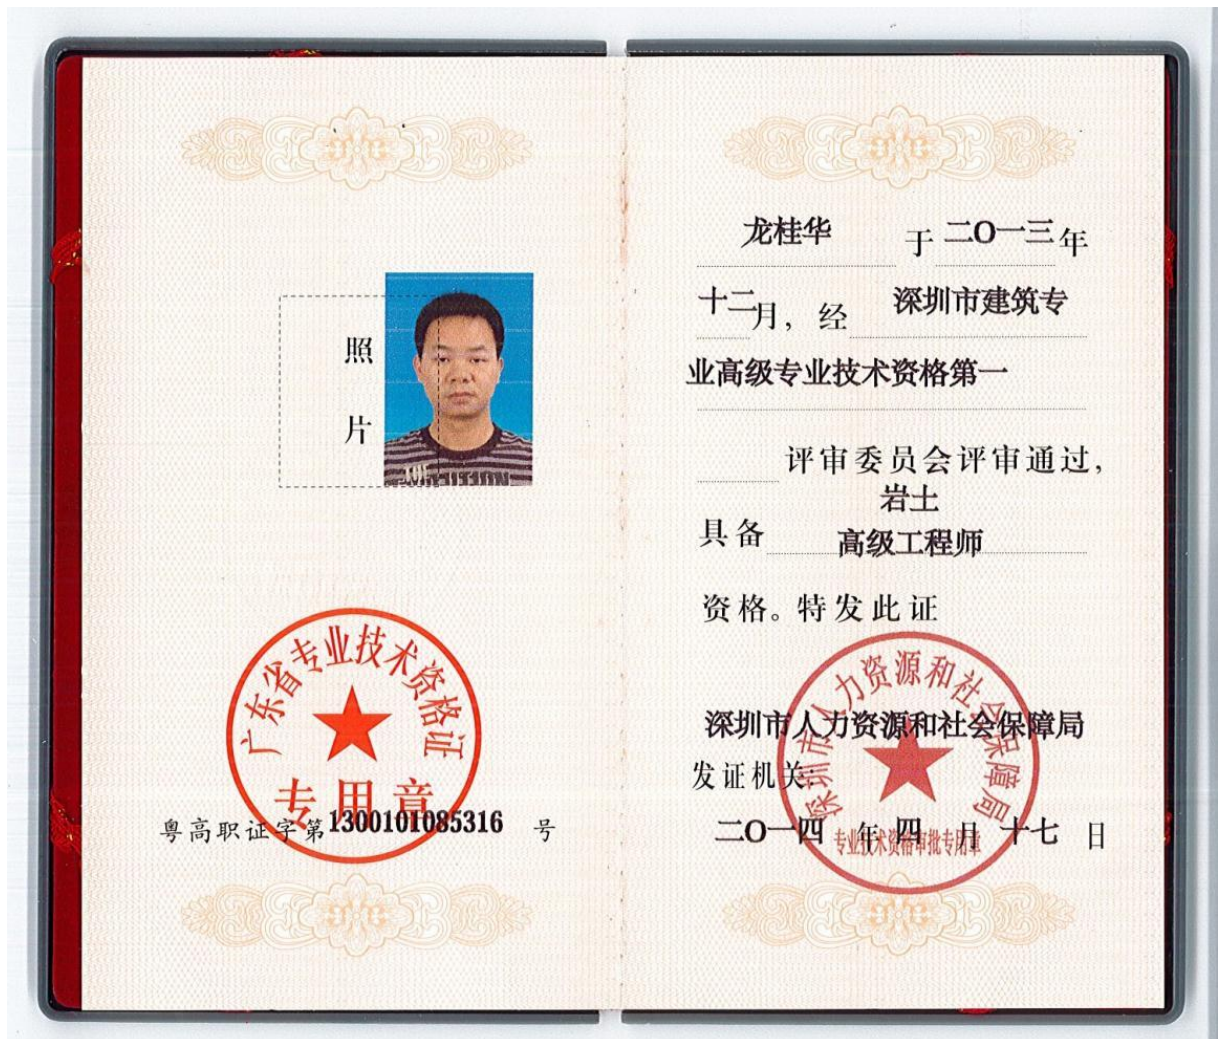 照
片
广东省专业技术资格证
专用章
粤高职证字第1300101085316 号
龙桂华 于 二O一三年
十二月，经 深圳市建筑专
业高级专业技术资格第一
评审委员会评审通过，
岩土
具备 高级工程师
资格。特发此证
深圳市人力资源和社会保障局
深圳市人力资源和社会保障局
发证机关：
二O一四 年 四 月 十七 日
专业技术资格审批专用章